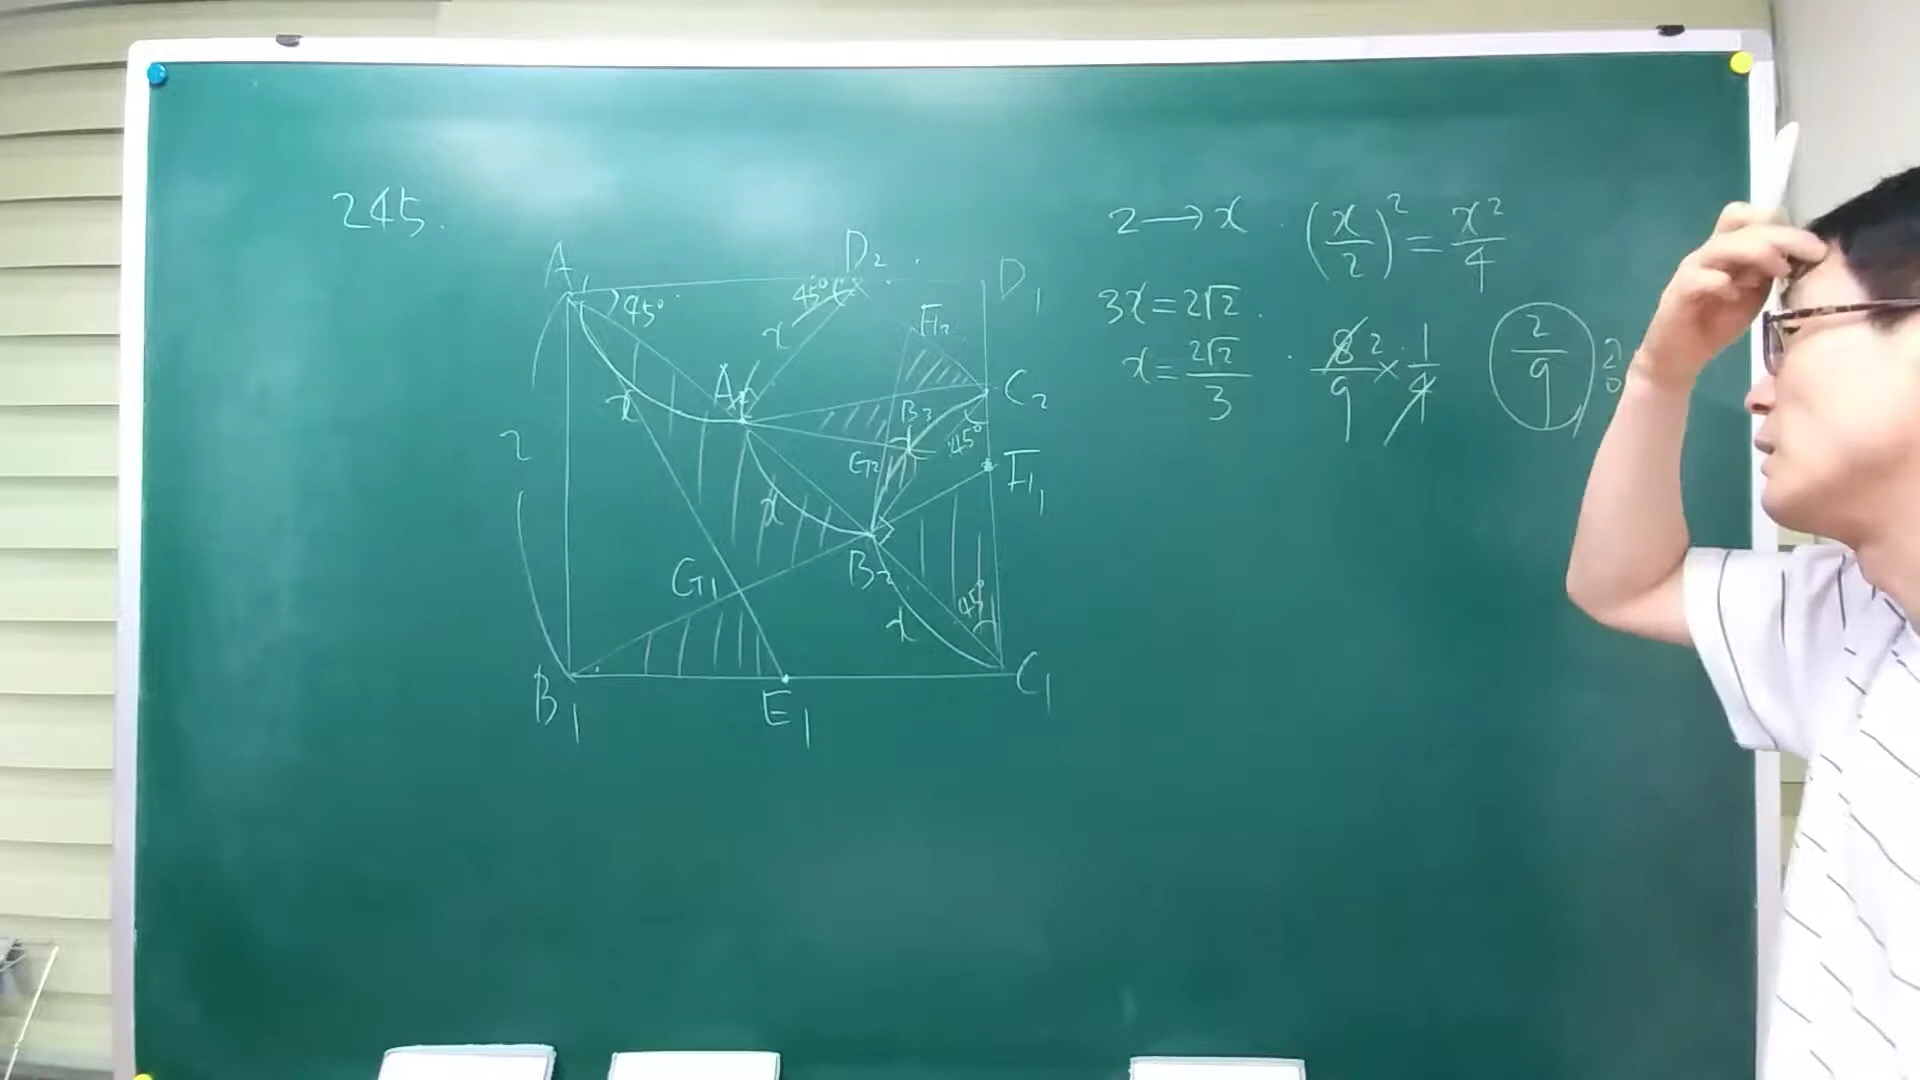 245.
A₁ 45° 45° D₂ D₁
x x A₂ F₂ C₂
2 B₃ 45° G₂ F₁
x B₂ G₁ x 45°
B₁ E₁ C₁
2 → x · (x/2)² = x²/4
3x = 2√2 .
x = 2√2/3 · 8 2/9 × 1/4 2/9